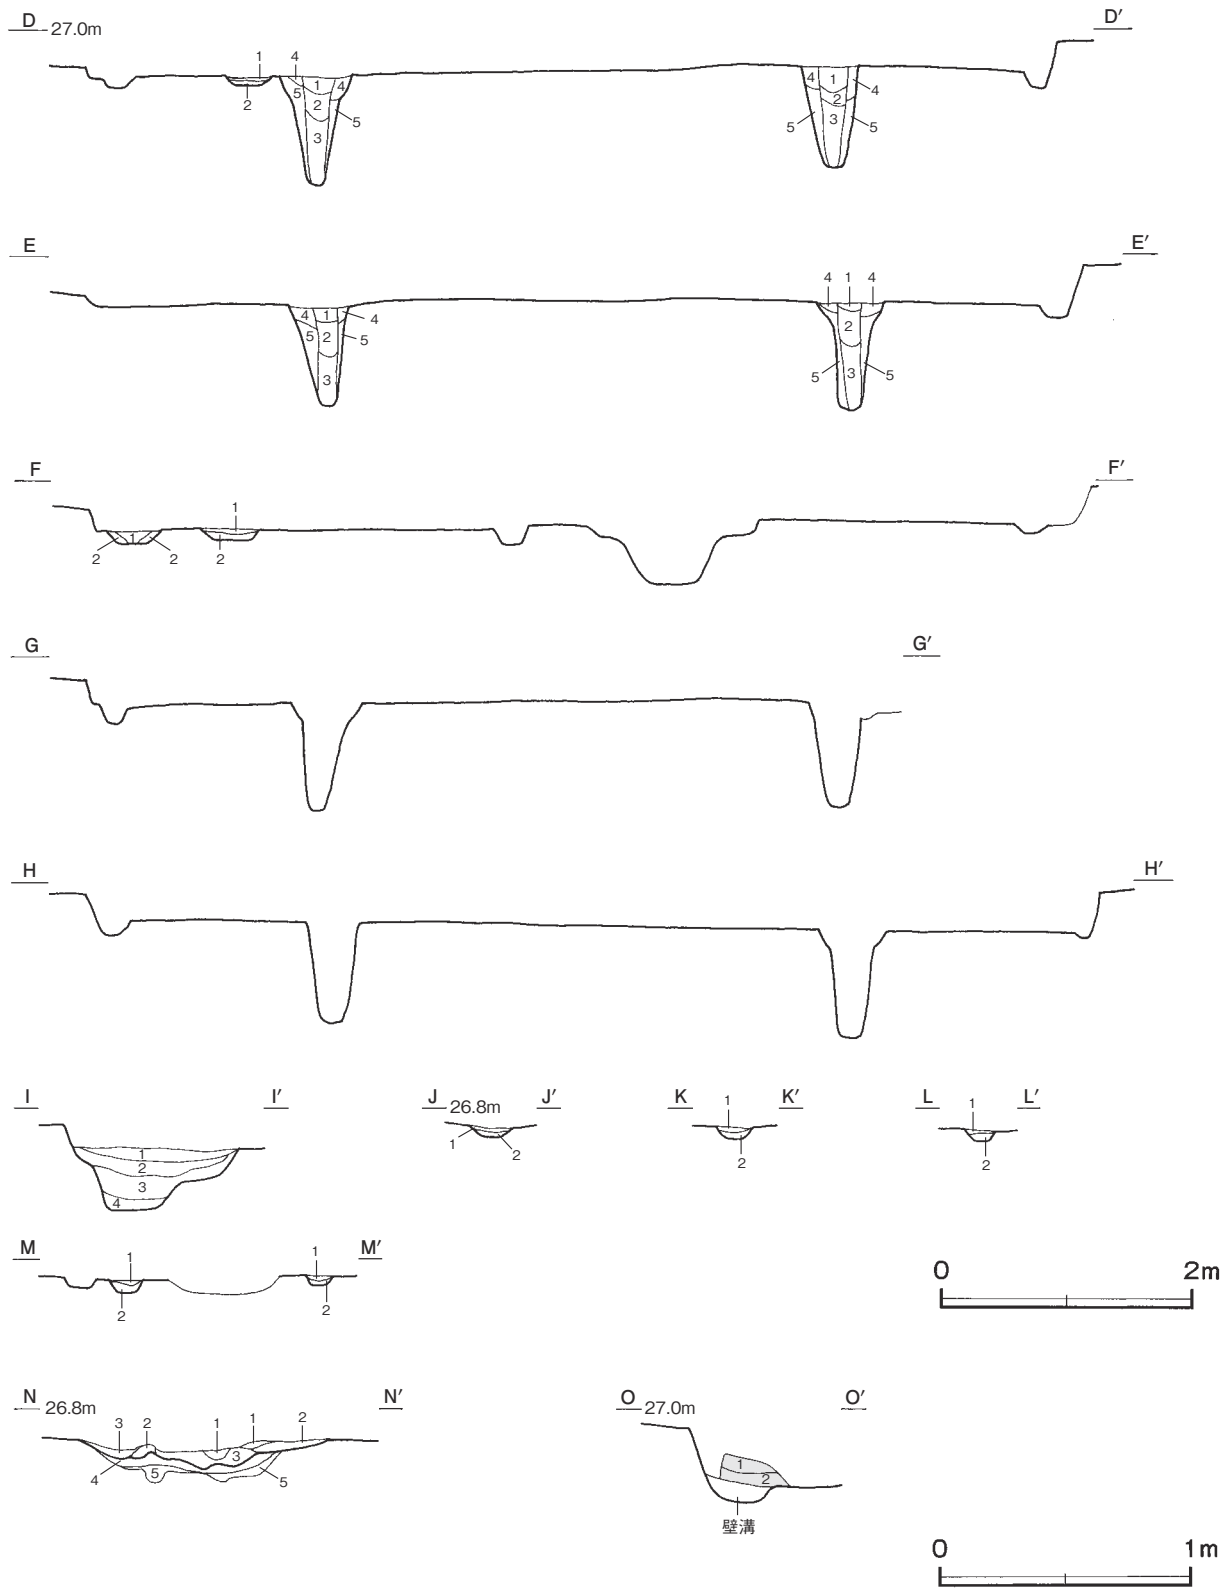 D 27.0m D′
1 4 1 4 5 2 2 5 3
4 1 4 2 3 5 5
E E′
4 1 4 5 2 5 3
4 1 4 2 5 3 5
F F′
1 2 2 1 2
G G′
H H′
I I′ J 26.8m J′ K K′ L L′
1 2 3 4
1 2
1 2
1 2
M M′
1 2 1 2
0 2m
N 26.8m N′ O 27.0m O′
3 2 1 1 2 3 4 5 5
1 2
壁溝
0 1m